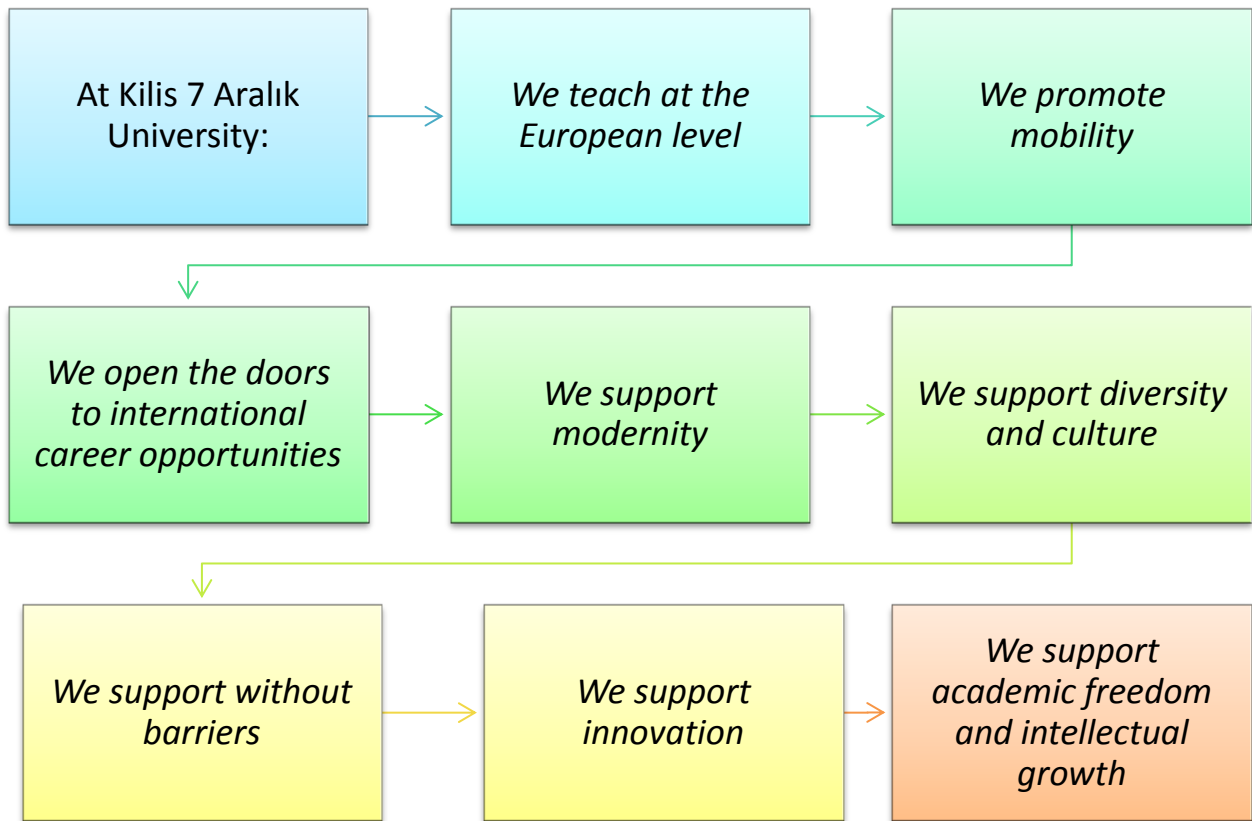 At Kilis 7 Aralık
University:
We teach at the
European level
We promote
mobility
We open the doors
to international
career opportunities
We support
modernity
We support diversity
and culture
We support without
barriers
We support
innovation
We support
academic freedom
and intellectual
growth